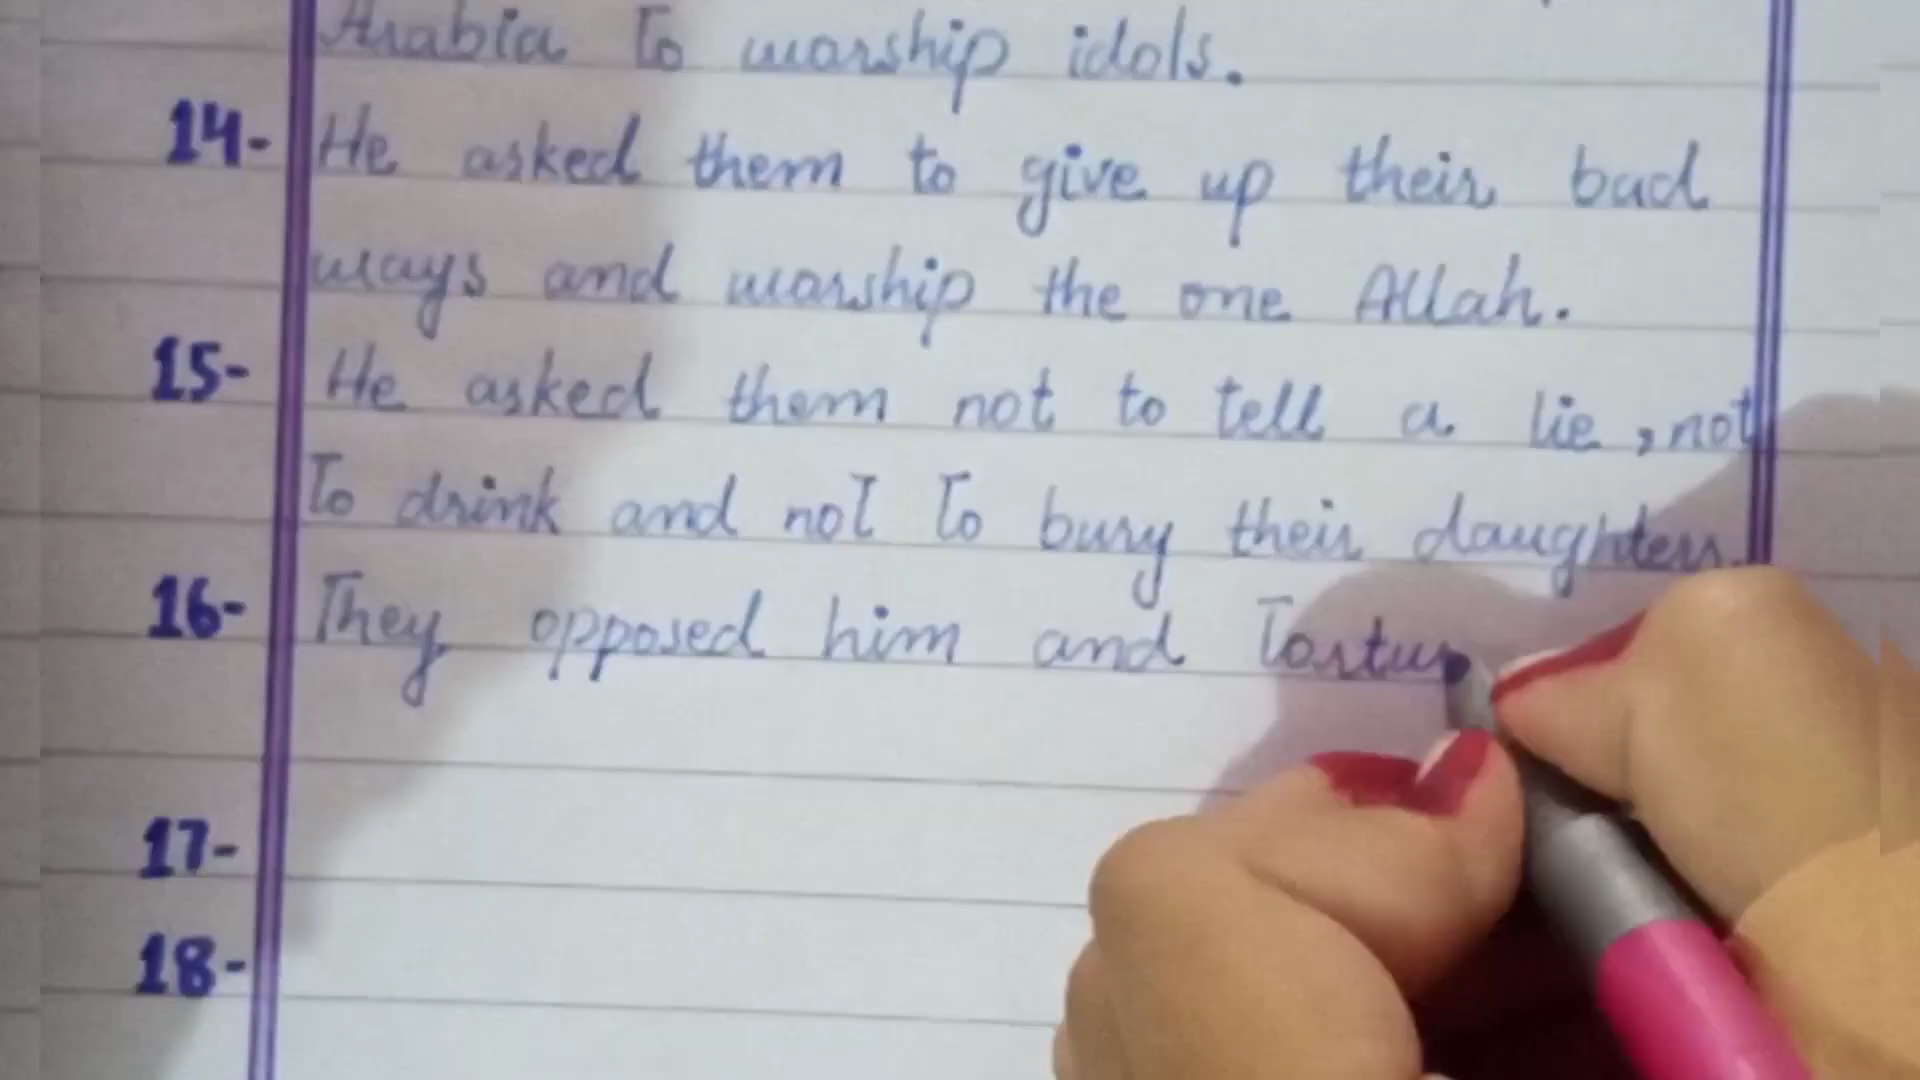 Arabia To worship idols.
14- He asked them to give up their bad
ways and worship the one Allah.
15- He asked them not to tell a lie, not
To drink and not To bury their daughters.
16- They opposed him and Tortur
17-
18-